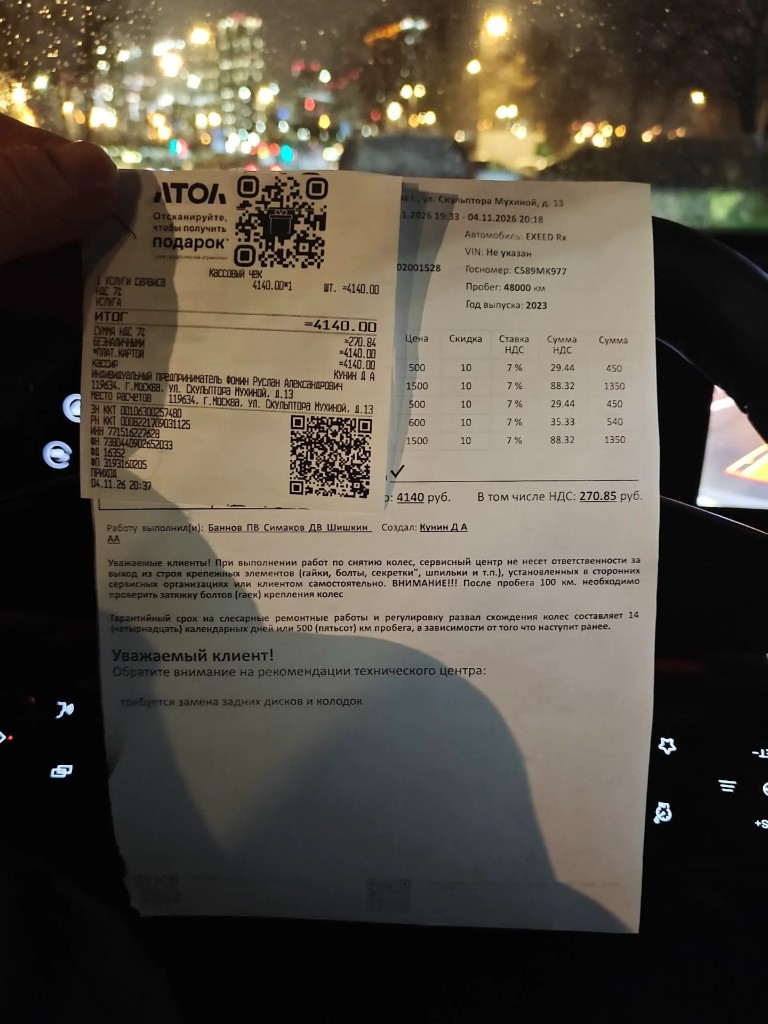 АТОЛ
Отсканируйте,
чтобы получить
подарок*
Кассовый чек
1 УСЛУГИ СЕРВИСА
4140.00*1 ШТ. =4140.00
НДС 7%
УСЛУГА
ИТОГ =4140.00
СУММА НДС 7% =270.84
БЕЗНАЛИЧНЫМИ =4140.00
*ПЛАТ.КАРТОЙ =4140.00
КАССИР КУНИН Д А
ИНДИВИДУАЛЬНЫЙ ПРЕДПРИНИМАТЕЛЬ ФОМИН РУСЛАН АЛЕКСАНДРОВИЧ
119634, Г.МОСКВА, УЛ. СКУЛЬПТОРА МУХИНОЙ, Д.13
МЕСТО РАСЧЕТОВ 119634, Г.МОСКВА, УЛ. СКУЛЬПТОРА МУХИНОЙ, Д.13
ЗН ККТ 00106300257480
РН ККТ 0008221709031125
ИНН 771516227628
ФН 7380440902652033
ФД 16352
ФП 3193160205
ПРИХОД
04.11.26 20:37
ул. Скульптора Мухиной, д. 13
.2026 19:33 - 04.11.2026 20:18
Автомобиль: EXEED Rx
VIN: Не указан
02001528 Госномер: С589МК977
Пробег: 48000 км
Год выпуска: 2023
Цена Скидка Ставка НДС Сумма НДС Сумма
500 10 7 % 29.44 450
1500 10 7 % 88.32 1350
500 10 7 % 29.44 450
600 10 7 % 35.33 540
1500 10 7 % 88.32 1350
4140 руб. В том числе НДС: 270.85 руб.
Работу выполнил(и): Баннов ПВ Симаков ДВ Шишкин Создал: Кунин Д А
АА
Уважаемые клиенты! При выполнении работ по снятию колес, сервисный центр не несет ответственности за
выход из строя крепежных элементов (гайки, болты, секретки", шпильки и т.п.), установленных в сторонних
сервисных организациях или клиентом самостоятельно. ВНИМАНИЕ!!! После пробега 100 км. необходимо
проверить затяжку болтов (гаек) крепления колес
Гарантийный срок на слесарные ремонтные работы и регулировку развал схождения колес составляет 14
(четырнадцать) календарных дней или 500 (пятьсот) км пробега, в зависимости от того что наступит ранее.
Уважаемый клиент!
Обратите внимание на рекомендации технического центра:
требуется замена задних дисков и колодок